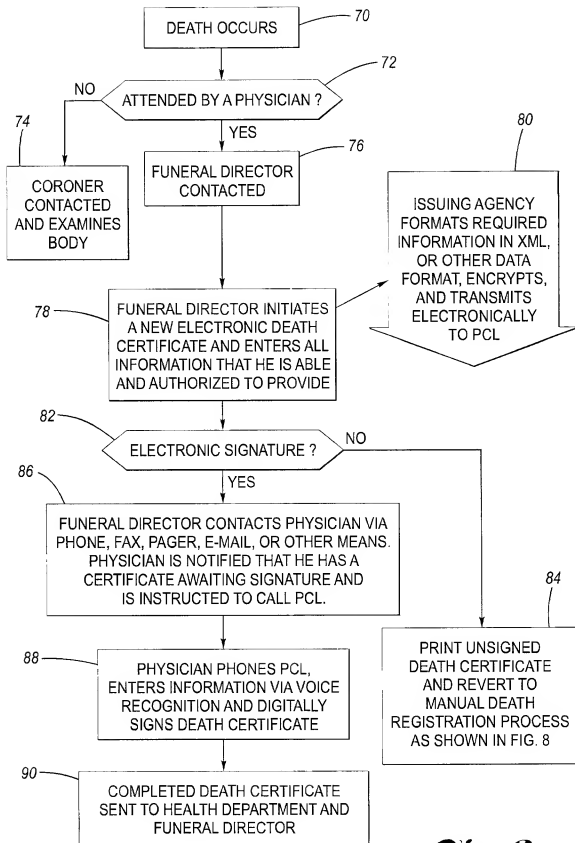 DEATH OCCURS
70
72
NO
ATTENDED BY A PHYSICIAN ?
74
YES
76
80
CORONER
CONTACTED
AND EXAMINES
BODY
FUNERAL DIRECTOR
CONTACTED
ISSUING AGENCY
FORMATS REQUIRED
INFORMATION IN XML,
OR OTHER DATA
FORMAT, ENCRYPTS,
AND TRANSMITS
ELECTRONICALLY
TO PCL
78
FUNERAL DIRECTOR INITIATES
A NEW ELECTRONIC DEATH
CERTIFICATE AND ENTERS ALL
INFORMATION THAT HE IS ABLE
AND AUTHORIZED TO PROVIDE
82
ELECTRONIC SIGNATURE ?
NO
YES
86
FUNERAL DIRECTOR CONTACTS PHYSICIAN VIA
PHONE, FAX, PAGER, E-MAIL, OR OTHER MEANS.
PHYSICIAN IS NOTIFIED THAT HE HAS A
CERTIFICATE AWAITING SIGNATURE AND
IS INSTRUCTED TO CALL PCL.
84
PRINT UNSIGNED
DEATH CERTIFICATE
AND REVERT TO
MANUAL DEATH
REGISTRATION PROCESS
AS SHOWN IN FIG. 8
88
PHYSICIAN PHONES PCL,
ENTERS INFORMATION VIA VOICE
RECOGNITION AND DIGITALLY
SIGNS DEATH CERTIFICATE
90
COMPLETED DEATH CERTIFICATE
SENT TO HEALTH DEPARTMENT AND
FUNERAL DIRECTOR